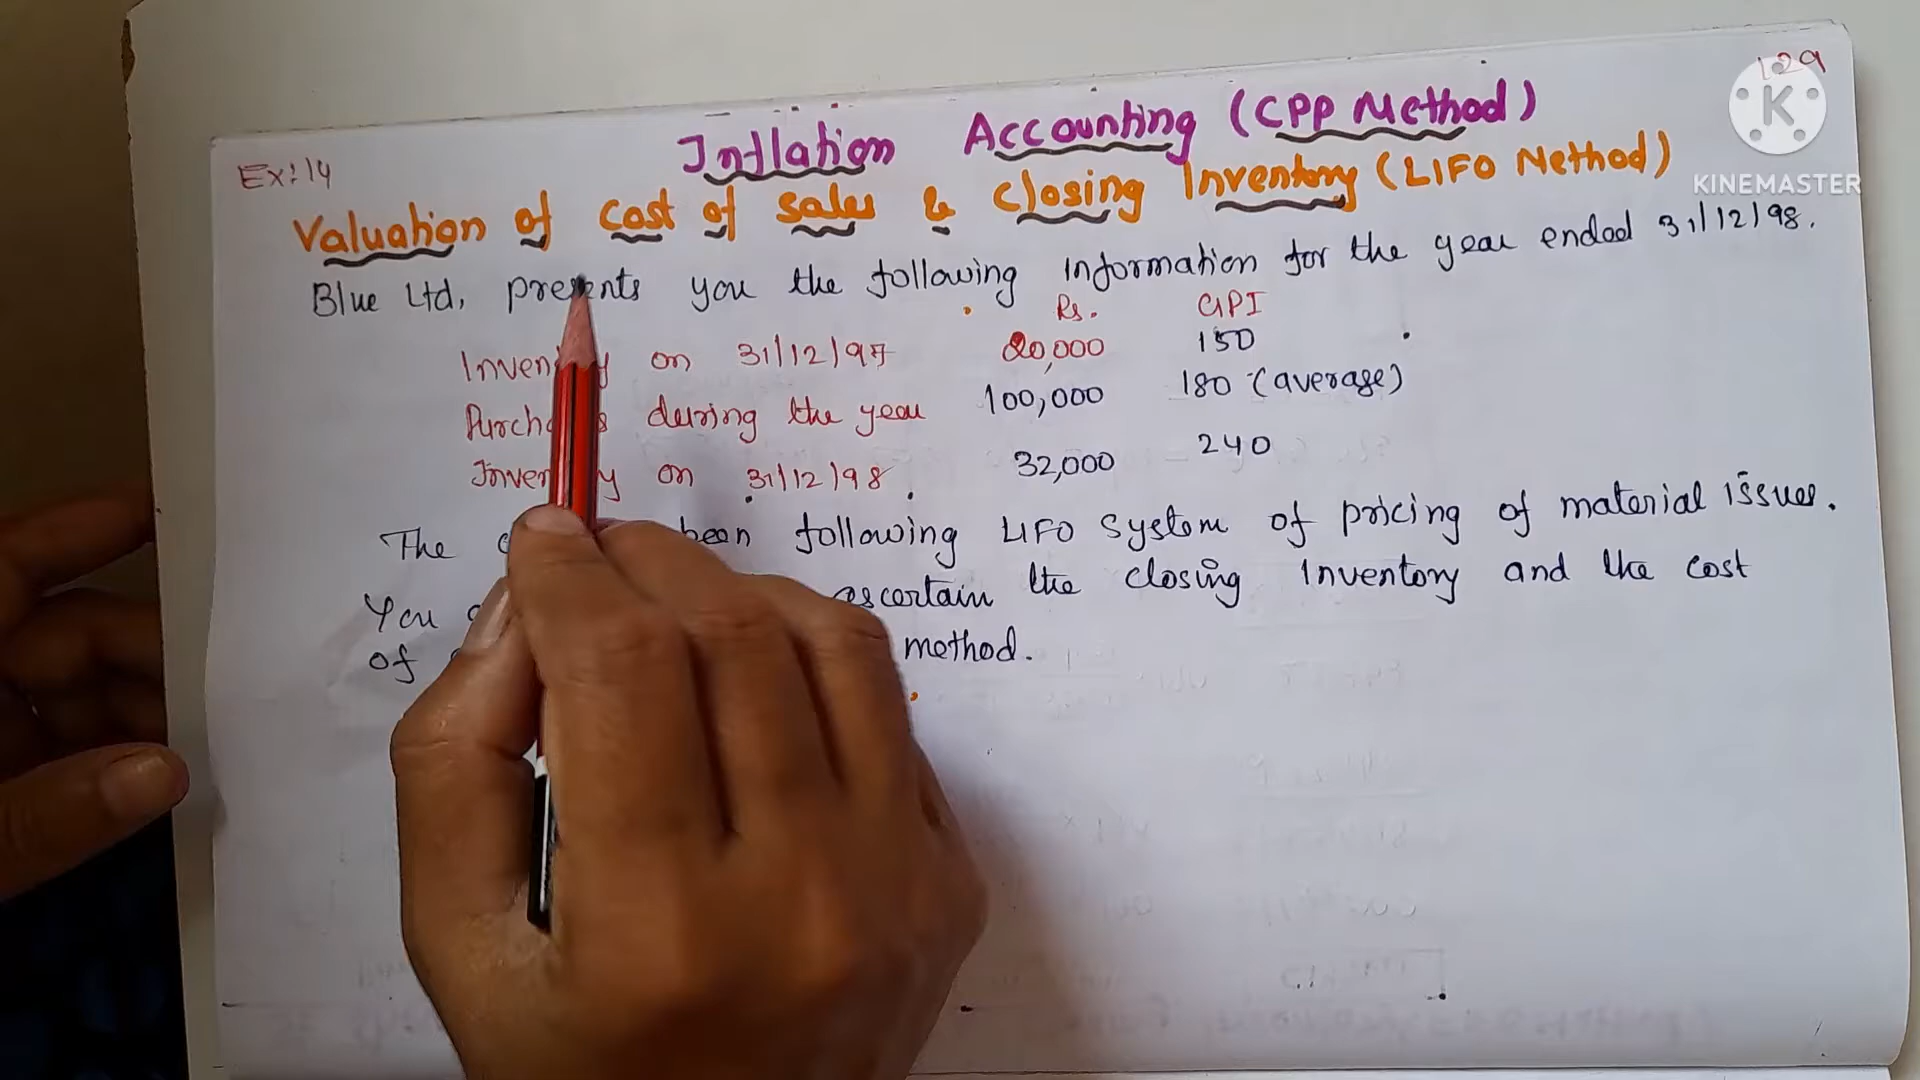 129
K
KINEMASTER
Ex: 14
Inflation Accounting (CPP Method)
Valuation of cost of sales & Closing Inventory (LIFO Method)
Blue Ltd, presents you the following information for the year ended 31/12/98.
Rs. GPI
on 31/12/97 20,000 150
during the year 100,000 180 (average)
on 31/12/98 32,000 240
The been following LIFO system of pricing of material issues.
You ascertain the closing Inventory and the cost
of method.